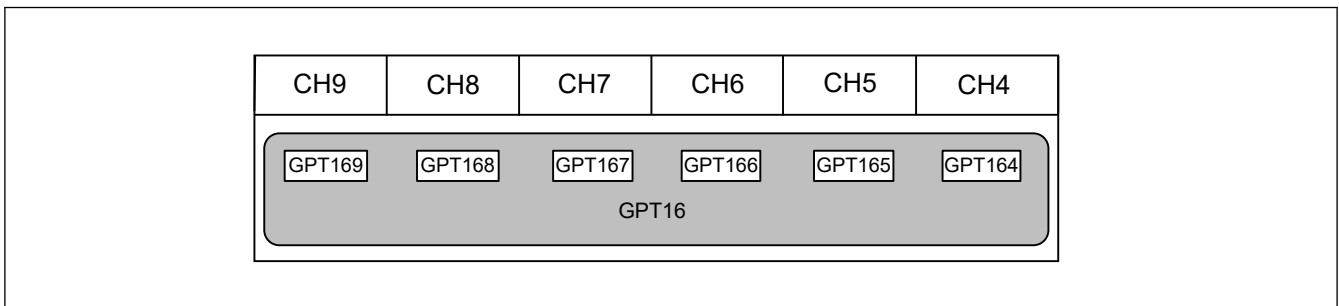 CH9 CH8 CH7 CH6 CH5 CH4
GPT169 GPT168 GPT167 GPT166 GPT165 GPT164
GPT16